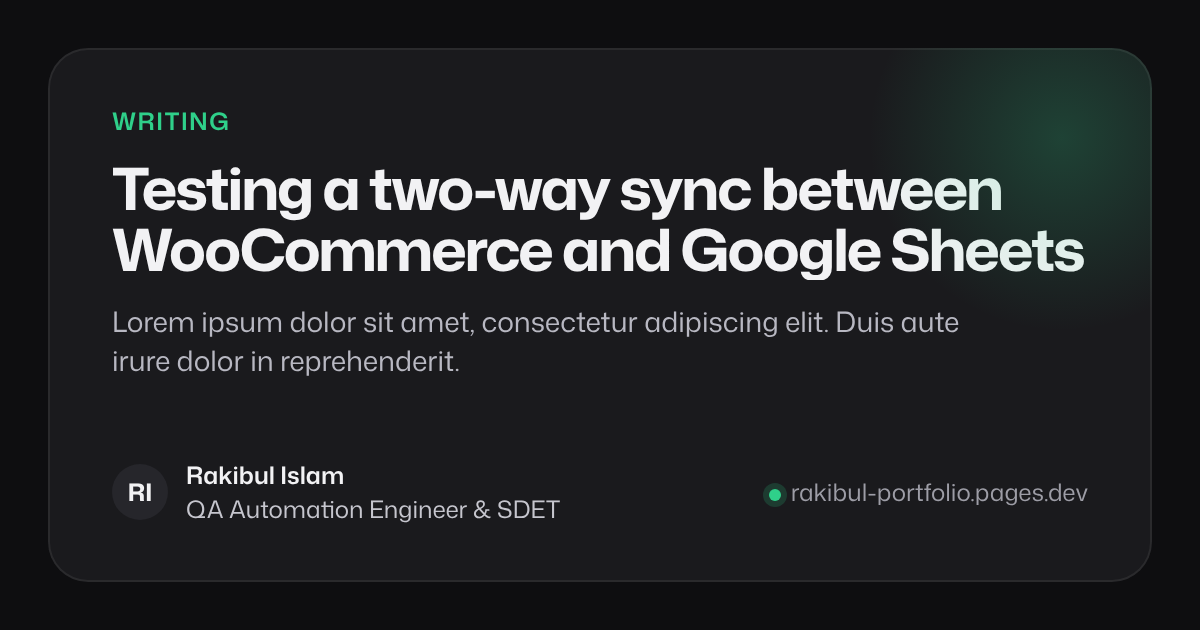 WRITING
Testing a two-way sync between
WooCommerce and Google Sheets
Lorem ipsum dolor sit amet, consectetur adipiscing elit. Duis aute
irure dolor in reprehenderit.
RI
Rakibul Islam
QA Automation Engineer & SDET
rakibul-portfolio.pages.dev